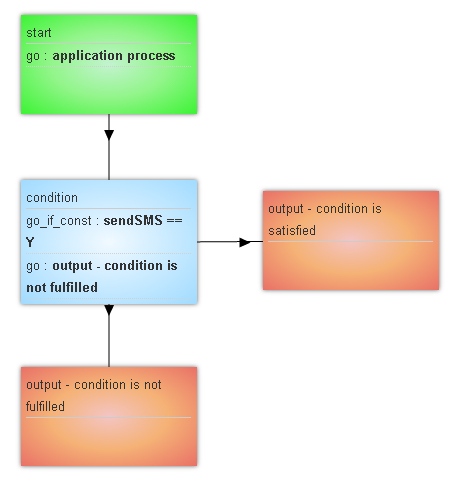 start
go : application process
condition
go_if_const : sendSMS ==
Y
go : output - condition is
not fulfilled
output - condition is
satisfied
output - condition is not
fulfilled